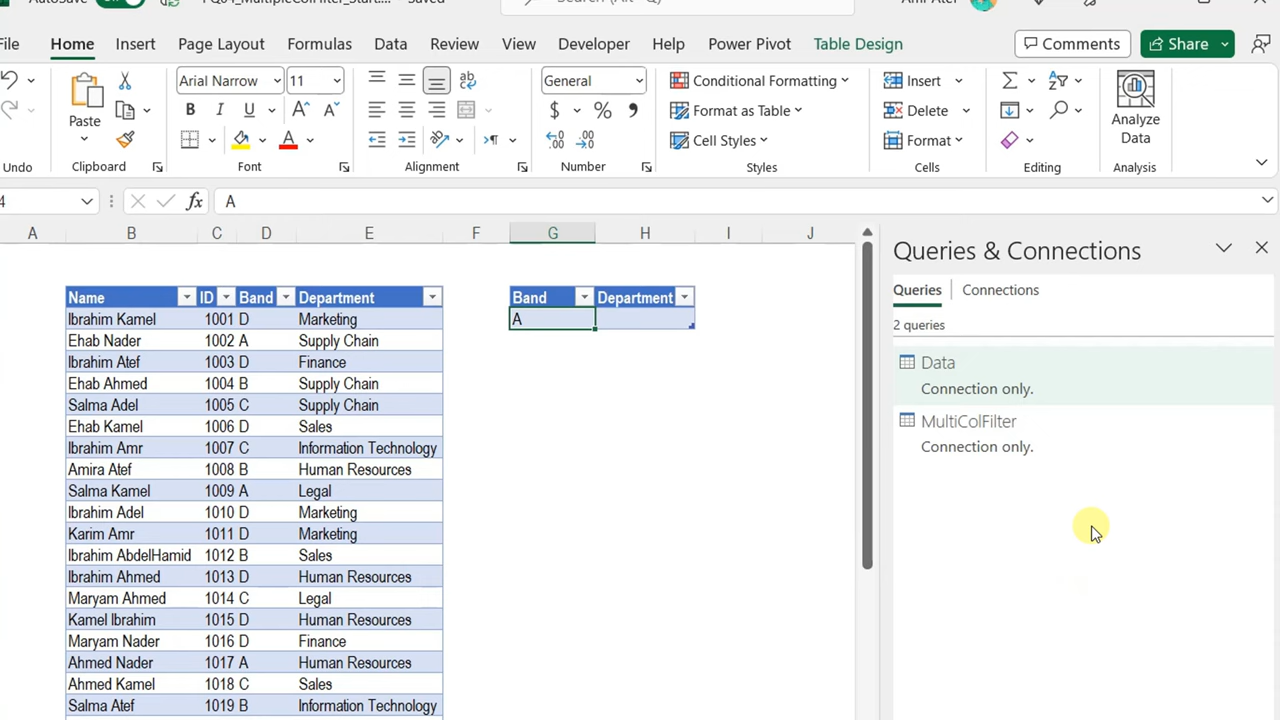 AutoSave PQ04_MultipleColFilter_Start... Saved Amr Atef
File Home Insert Page Layout Formulas Data Review View Developer Help Power Pivot Table Design Comments Share
Arial Narrow 11 General Conditional Formatting Insert
Paste B I U A A $ % , Format as Table Delete Analyze Data
A Cell Styles Format
Undo Clipboard Font Alignment Number Styles Cells Editing Analysis
4 fx A
A B C D E F G H I J
Name ID Band Department
Ibrahim Kamel 1001 D Marketing
Ehab Nader 1002 A Supply Chain
Ibrahim Atef 1003 D Finance
Ehab Ahmed 1004 B Supply Chain
Salma Adel 1005 C Supply Chain
Ehab Kamel 1006 D Sales
Ibrahim Amr 1007 C Information Technology
Amira Atef 1008 B Human Resources
Salma Kamel 1009 A Legal
Ibrahim Adel 1010 D Marketing
Karim Amr 1011 D Marketing
Ibrahim AbdelHamid 1012 B Sales
Ibrahim Ahmed 1013 D Human Resources
Maryam Ahmed 1014 C Legal
Kamel Ibrahim 1015 D Human Resources
Maryam Nader 1016 D Finance
Ahmed Nader 1017 A Human Resources
Ahmed Kamel 1018 C Sales
Salma Atef 1019 B Information Technology
Band Department
A
Queries & Connections
Queries Connections
2 queries
Data
Connection only.
MultiColFilter
Connection only.